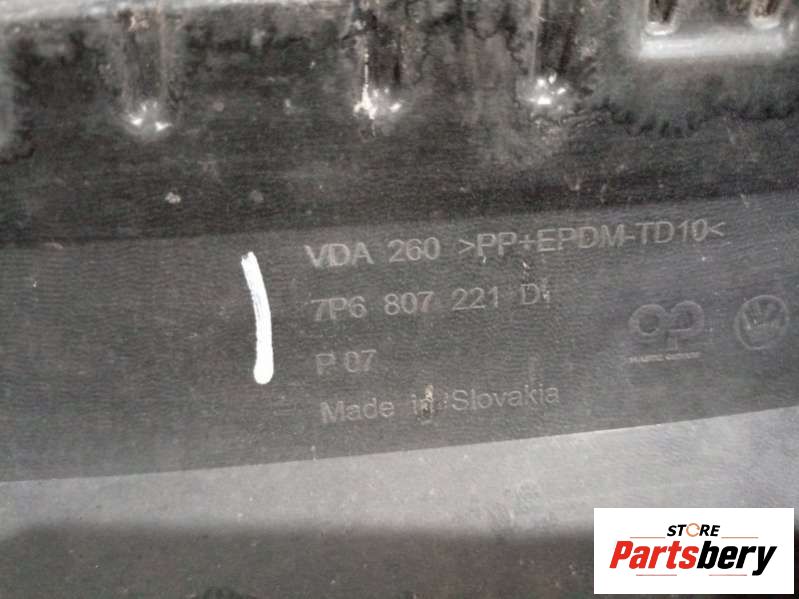 VDA 260 >PP+EPDM-TD10<
7P6 807 221 D
P 07
Made in Slovakia
STORE
Partsbery